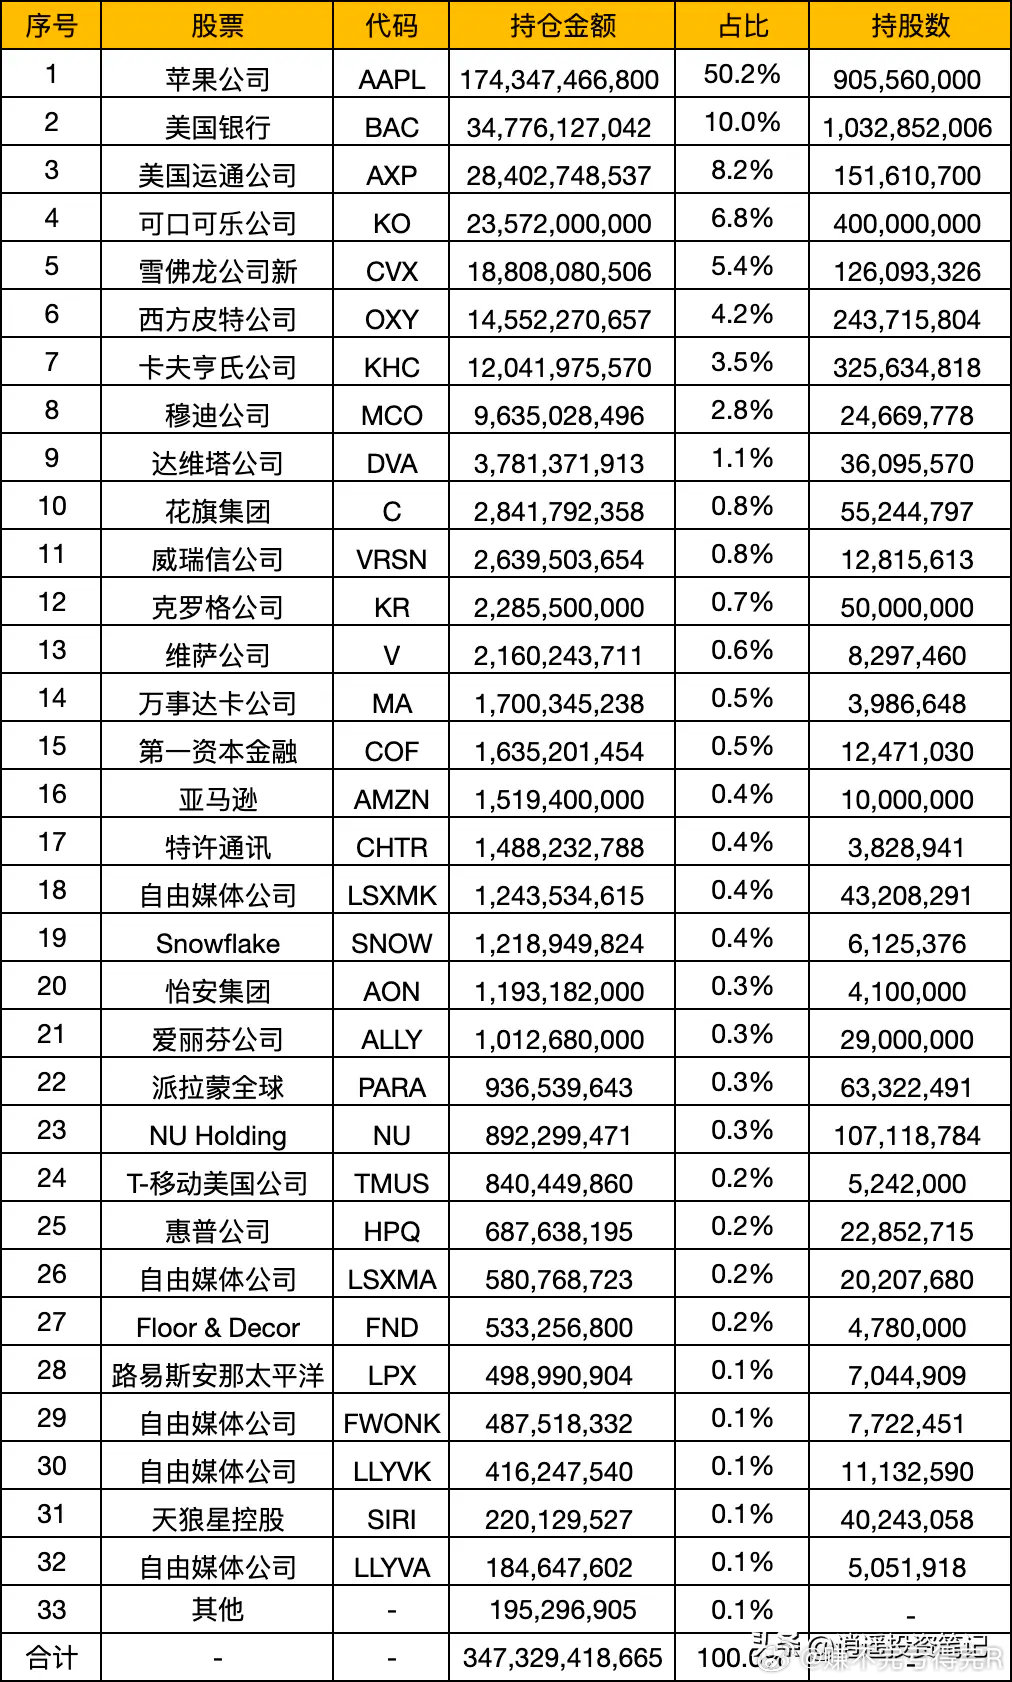 序号 股票 代码 持仓金额 占比 持股数
1 苹果公司 AAPL 174,347,466,800 50.2% 905,560,000
2 美国银行 BAC 34,776,127,042 10.0% 1,032,852,006
3 美国运通公司 AXP 28,402,748,537 8.2% 151,610,700
4 可口可乐公司 KO 23,572,000,000 6.8% 400,000,000
5 雪佛龙公司新 CVX 18,808,080,506 5.4% 126,093,326
6 西方皮特公司 OXY 14,552,270,657 4.2% 243,715,804
7 卡夫亨氏公司 KHC 12,041,975,570 3.5% 325,634,818
8 穆迪公司 MCO 9,635,028,496 2.8% 24,669,778
9 达维塔公司 DVA 3,781,371,913 1.1% 36,095,570
10 花旗集团 C 2,841,792,358 0.8% 55,244,797
11 威瑞信公司 VRSN 2,639,503,654 0.8% 12,815,613
12 克罗格公司 KR 2,285,500,000 0.7% 50,000,000
13 维萨公司 V 2,160,243,711 0.6% 8,297,460
14 万事达卡公司 MA 1,700,345,238 0.5% 3,986,648
15 第一资本金融 COF 1,635,201,454 0.5% 12,471,030
16 亚马逊 AMZN 1,519,400,000 0.4% 10,000,000
17 特许通讯 CHTR 1,488,232,788 0.4% 3,828,941
18 自由媒体公司 LSXMK 1,243,534,615 0.4% 43,208,291
19 Snowflake SNOW 1,218,949,824 0.4% 6,125,376
20 怡安集团 AON 1,193,182,000 0.3% 4,100,000
21 爱丽芬公司 ALLY 1,012,680,000 0.3% 29,000,000
22 派拉蒙全球 PARA 936,539,643 0.3% 63,322,491
23 NU Holding NU 892,299,471 0.3% 107,118,784
24 T-移动美国公司 TMUS 840,449,860 0.2% 5,242,000
25 惠普公司 HPQ 687,638,195 0.2% 22,852,715
26 自由媒体公司 LSXMA 580,768,723 0.2% 20,207,680
27 Floor & Decor FND 533,256,800 0.2% 4,780,000
28 路易斯安那太平洋 LPX 498,990,904 0.1% 7,044,909
29 自由媒体公司 FWONK 487,518,332 0.1% 7,722,451
30 自由媒体公司 LLYVK 416,247,540 0.1% 11,132,590
31 天狼星控股 SIRI 220,129,527 0.1% 40,243,058
32 自由媒体公司 LLYVA 184,647,602 0.1% 5,051,918
33 其他 - 195,296,905 0.1% -
合计 - - 347,329,418,665 100.0%
头条 @逍遥投资笔记